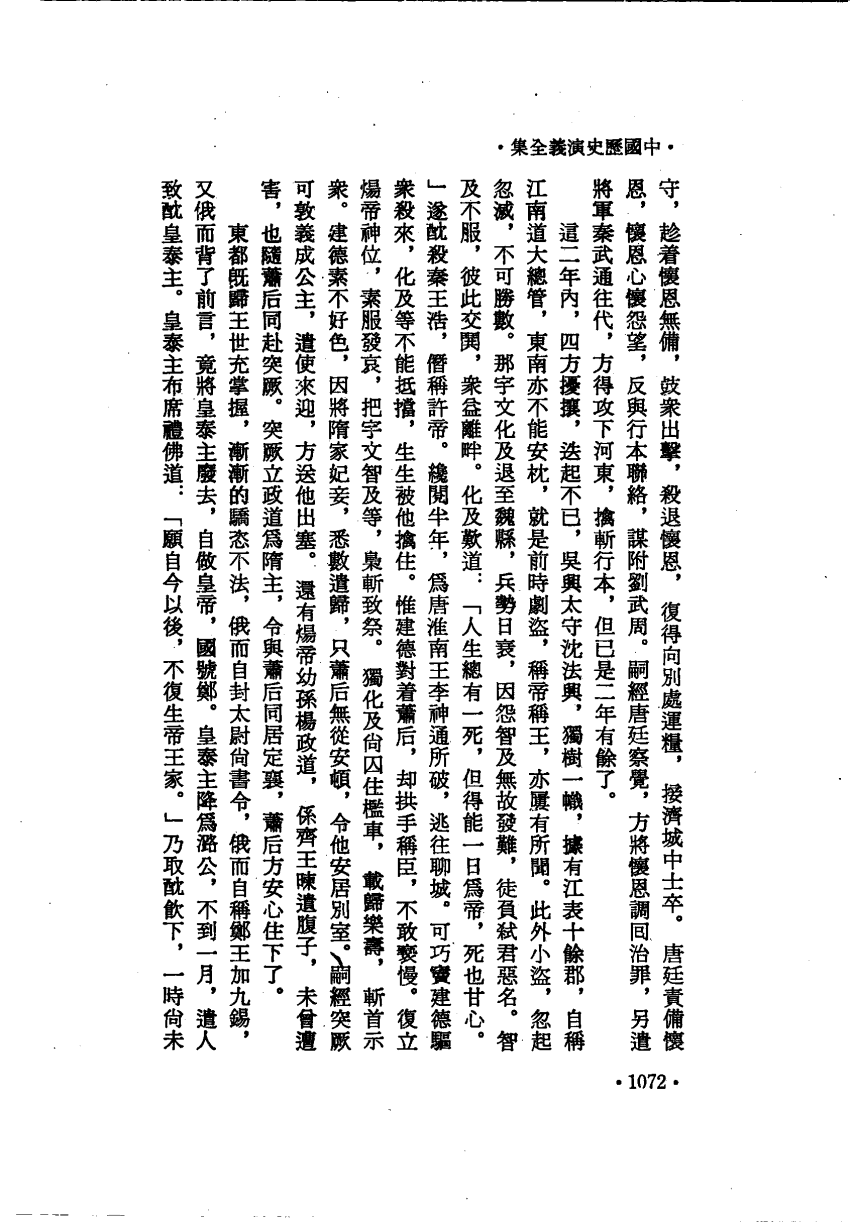 •中國歷史演義全集•
守，趁着懷恩無備，鼓衆出擊，殺退懷恩，復得向別處運糧，接濟城中士卒。唐廷責備懷
恩，懷恩心懷怨望，反與行本聯絡，謀附劉武周。嗣經唐廷察覺，方將懷恩調回治罪，另遣
將軍秦武通往代，方得攻下河東，擒斬行本，但已是二年有餘了。
這二年內，四方擾攘，迭起不已，吳興太守沈法興，獨樹一幟，據有江表十餘郡，自稱
江南道大總管，東南亦不能安枕，就是前時劇盜，稱帝稱王，亦屢有所聞。此外小盜，忽起
忽滅，不可勝數。那宇文化及退至魏縣，兵勢日衰，因怨智及無故發難，徒負弒君惡名。智
及不服，彼此交鬨，衆益離畔。化及歎道：「人生總有一死，但得能一日爲帝，死也甘心。
」遂酖殺秦王浩，僭稱許帝。纔閱半年，爲唐淮南王李神通所破，逃往聊城。可巧竇建德驅
衆殺來，化及等不能抵擋，生生被他擒住。惟建德對着蕭后，却拱手稱臣，不敢褻慢。復立
煬帝神位，素服發哀，把宇文智及等，梟斬致祭。獨化及尙囚住檻車，載歸樂壽，斬首示
衆。建德素不好色，因將隋家妃妾，悉數遣歸，只蕭后無從安頓，令他安居別室。嗣經突厥
可敦義成公主，遣使來迎，方送他出塞。還有煬帝幼孫楊政道，係齊王暕遺腹子，未曾遭
害，也隨蕭后同赴突厥。突厥立政道爲隋主，令與蕭后同居定襄，蕭后方安心住下了。
東都旣歸王世充掌握，漸漸的驕恣不法，俄而自封太尉尙書令，俄而自稱鄭王加九錫，
又俄而背了前言，竟將皇泰主廢去，自做皇帝，國號鄭。皇泰主降爲潞公，不到一月，遣人
致酖皇泰主。皇泰主布席禮佛道：「願自今以後，不復生帝王家。」乃取酖飲下，一時尙未
•1072•